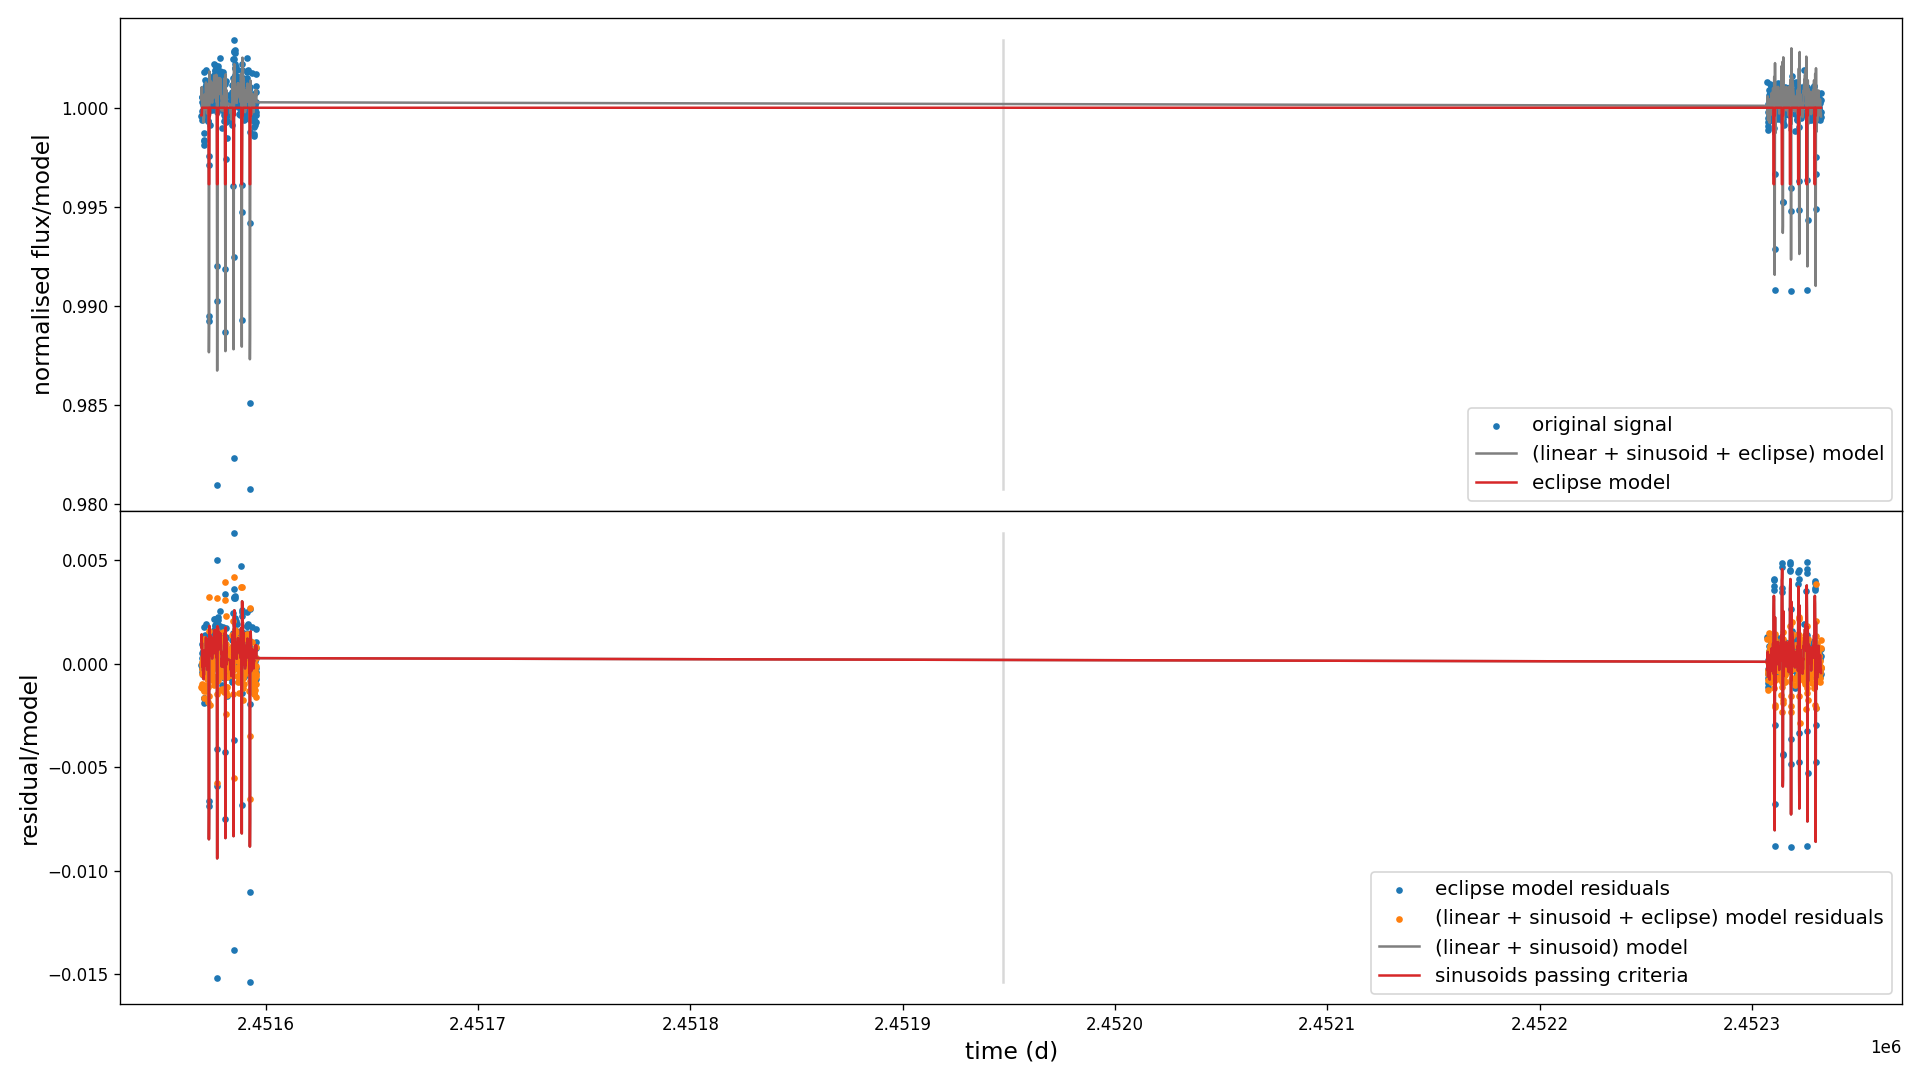 1.000
0.995
0.990
0.985
0.980
normalised flux/model
original signal
(linear + sinusoid + eclipse) model
eclipse model
0.005
0.000
−0.005
−0.010
−0.015
residual/model
eclipse model residuals
(linear + sinusoid + eclipse) model residuals
(linear + sinusoid) model
sinusoids passing criteria
2.4516 2.4517 2.4518 2.4519 2.4520 2.4521 2.4522 2.4523
time (d)
1e6